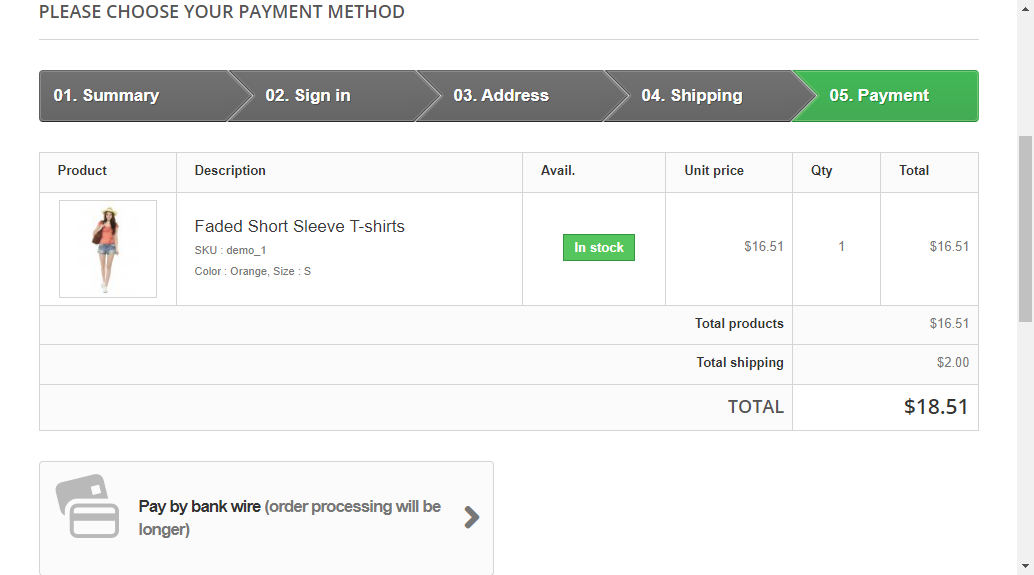 PLEASE CHOOSE YOUR PAYMENT METHOD
01. Summary 02. Sign in 03. Address 04. Shipping 05. Payment
Product Description Avail. Unit price Qty Total
Faded Short Sleeve T-shirts
SKU : demo_1
Color : Orange, Size : S
In stock
$16.51 1 $16.51
Total products $16.51
Total shipping $2.00
TOTAL $18.51
Pay by bank wire (order processing will be
longer)